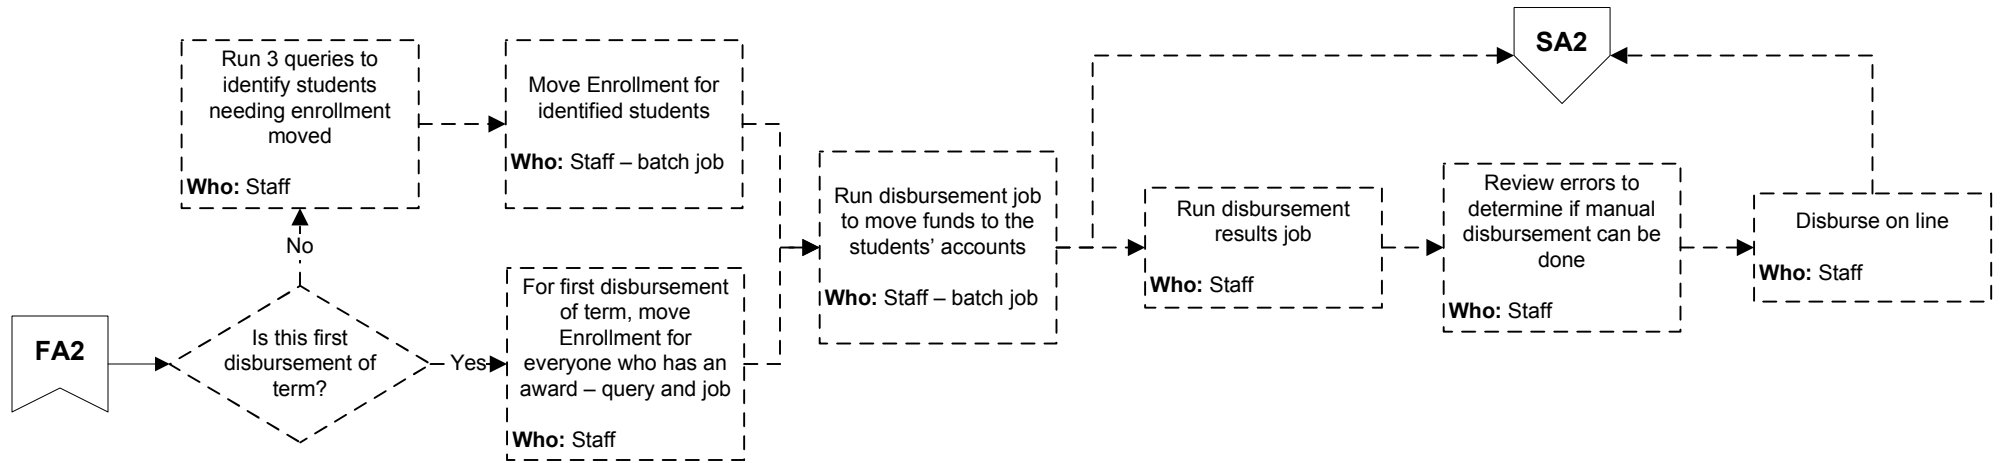 FA2
Is this first
disbursement of
term?
No
Yes
Run 3 queries to
identify students
needing enrollment
moved
Who: Staff
Move Enrollment for
identified students
Who: Staff – batch job
For first disbursement
of term, move
Enrollment for
everyone who has an
award – query and job
Who: Staff
Run disbursement job
to move funds to the
students’ accounts
Who: Staff – batch job
SA2
Run disbursement
results job
Who: Staff
Review errors to
determine if manual
disbursement can be
done
Who: Staff
Disburse on line
Who: Staff